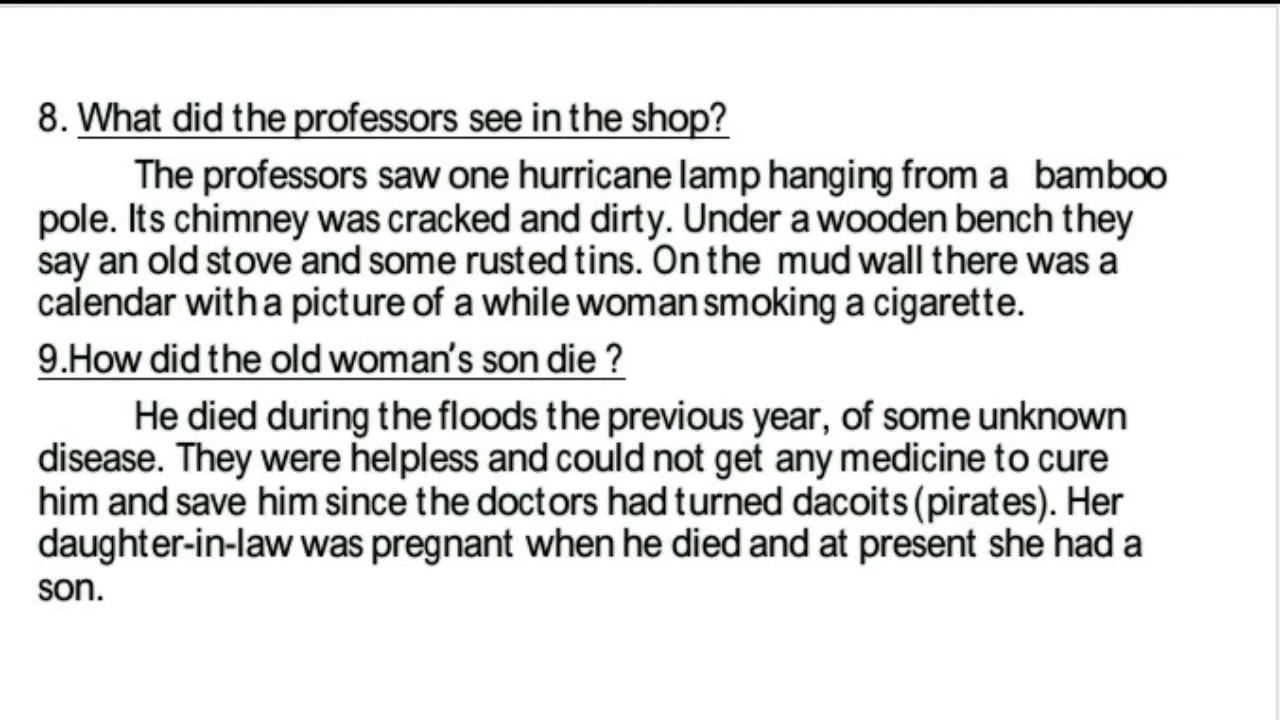 8. What did the professors see in the shop?
The professors saw one hurricane lamp hanging from a bamboo
pole. Its chimney was cracked and dirty. Under a wooden bench they
say an old stove and some rusted tins. On the mud wall there was a
calendar with a picture of a while woman smoking a cigarette.
9.How did the old woman's son die ?
He died during the floods the previous year, of some unknown
disease. They were helpless and could not get any medicine to cure
him and save him since the doctors had turned dacoits (pirates). Her
daughter-in-law was pregnant when he died and at present she had a
son.